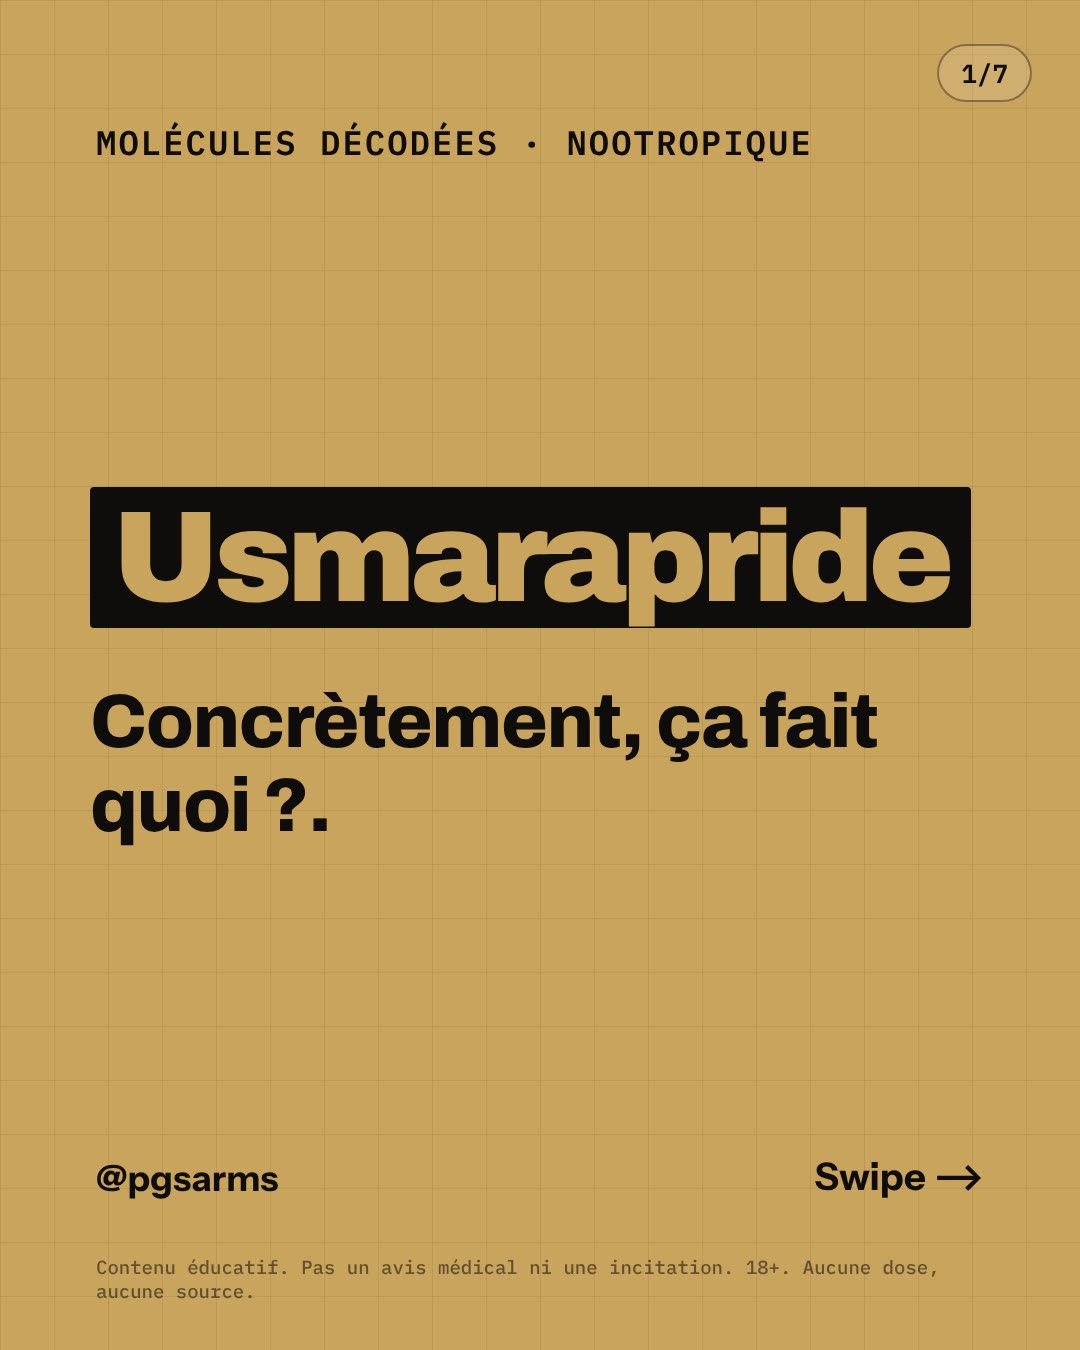 1/7
MOLÉCULES DÉCODÉES · NOOTROPIQUE
Usmarapride
Concrètement, ça fait
quoi ?.
@pgsarms
Swipe →
Contenu éducatif. Pas un avis médical ni une incitation. 18+. Aucune dose,
aucune source.